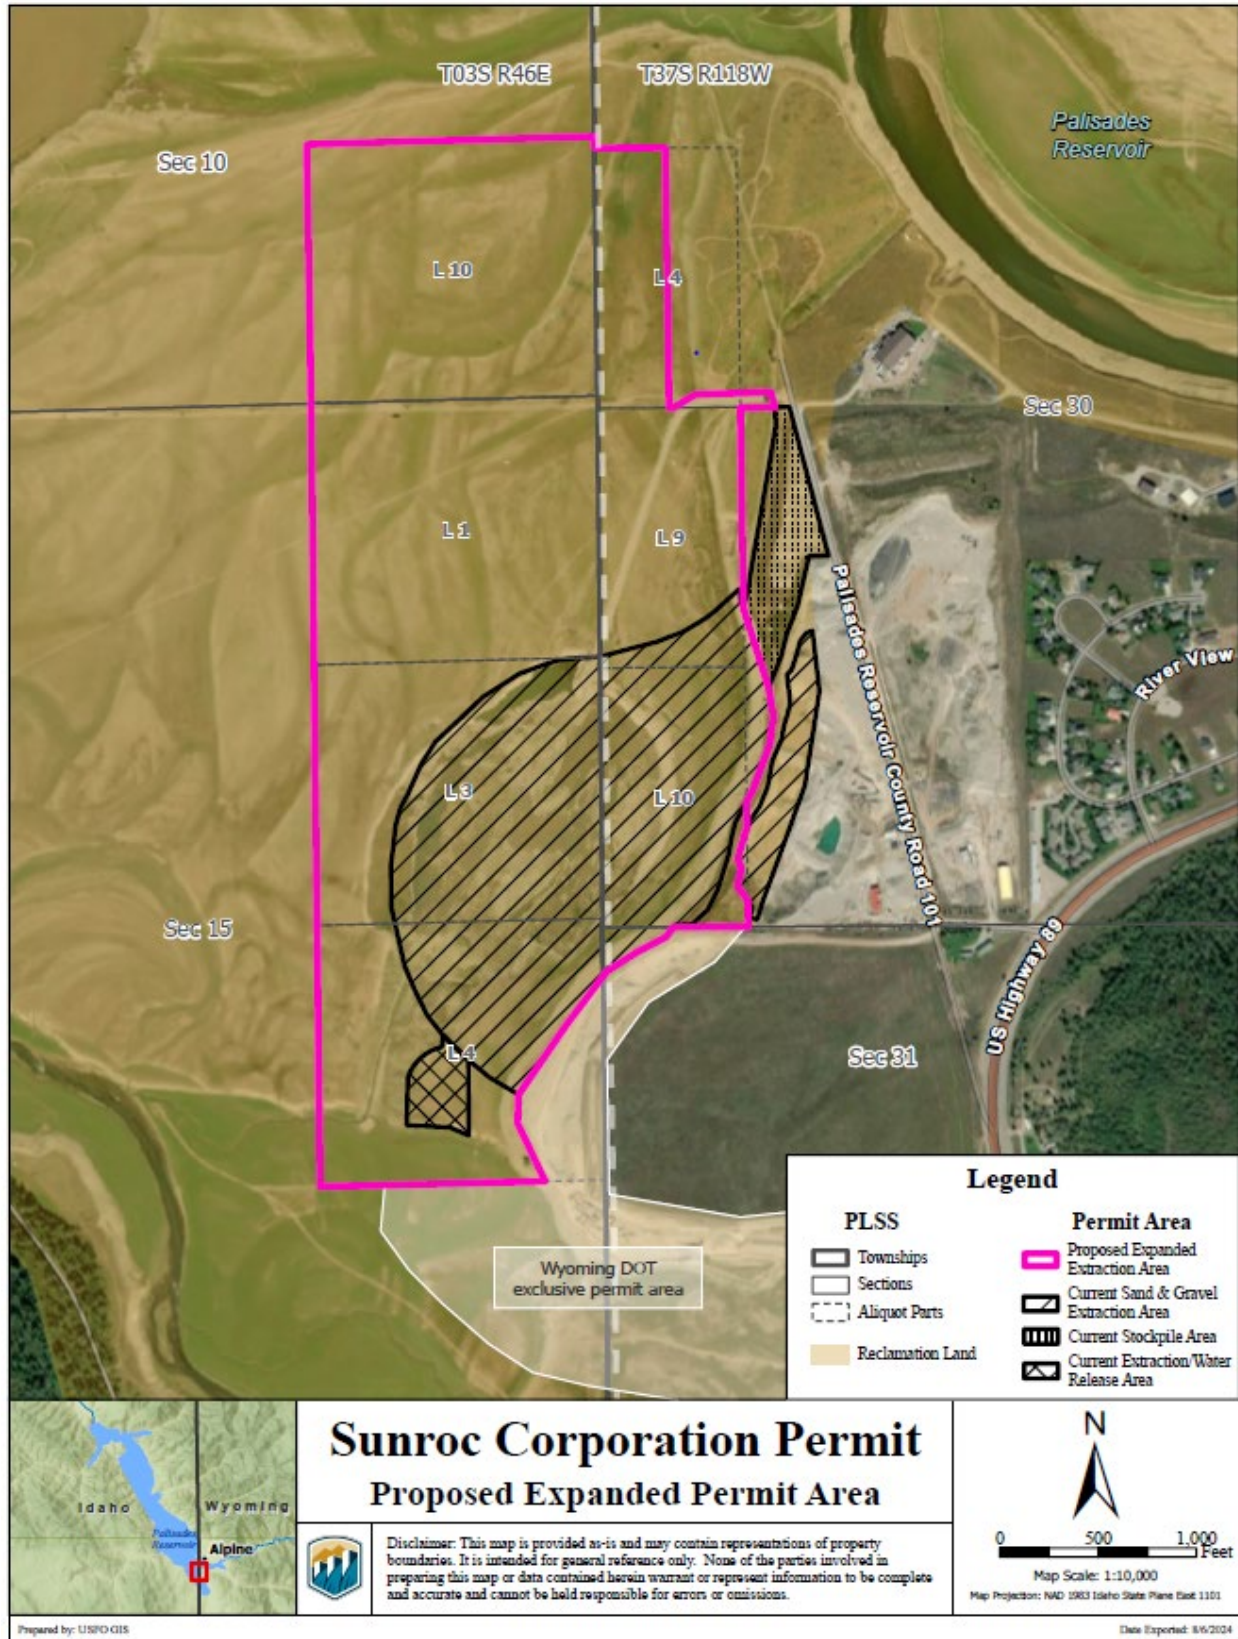 T03S R46E
T37S R118W
Palisades
Reservoir
Sec 10
L 10
L 4
Sec 30
L 1
L 9
Palisades Reservoir County Road 101
River View
L 3
L 10
Sec 15
US Highway 89
L 4
Sec 31
Wyoming DOT
exclusive permit area
Legend
PLSS
Townships
Sections
Aliquot Parts
Reclamation Land
Permit Area
Proposed Expanded
Extraction Area
Current Sand & Gravel
Extraction Area
Current Stockpile Area
Current Extraction/Water
Release Area
Idaho
Wyoming
Palisades
Reservoir
Alpine
Sunroc Corporation Permit
Proposed Expanded Permit Area
Disclaimer: This map is provided as-is and may contain representations of property
boundaries. It is intended for general reference only. None of the parties involved in
preparing this map or data contained herein warrant or represent information to be complete
and accurate and cannot be held responsible for errors or omissions.
N
0 500 1,000
Feet
Map Scale: 1:10,000
Map Projection: NAD 1983 Idaho State Plane East 1101
Prepared by: USFO GIS
Date Exported: 8/6/2024